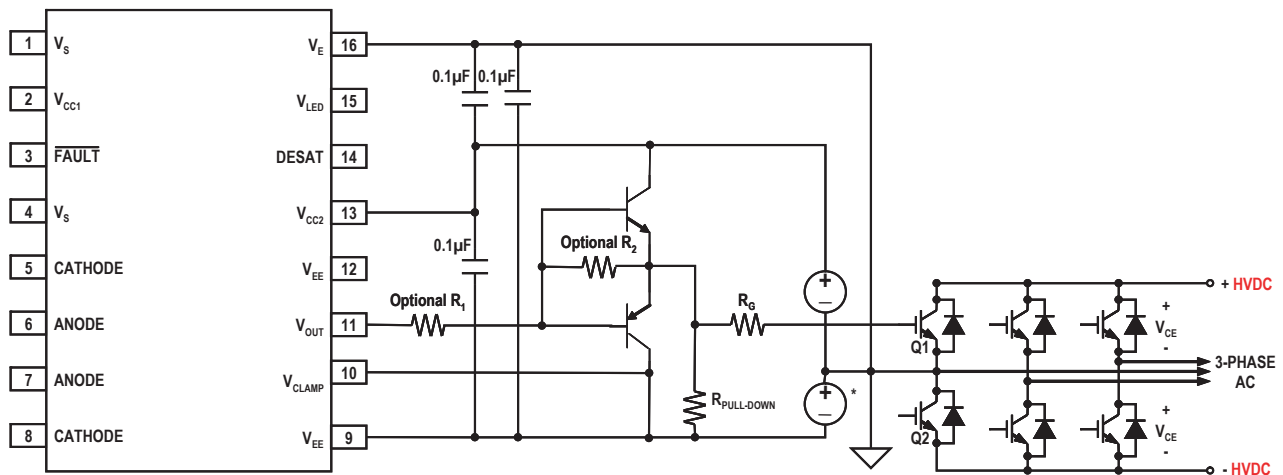 1 V_S
2 V_CC1
3 FAULT
4 V_S
5 CATHODE
6 ANODE
7 ANODE
8 CATHODE
V_E 16
V_LED 15
DESAT 14
V_CC2 13
V_EE 12
V_OUT 11
V_CLAMP 10
V_EE 9
0.1µF 0.1µF
0.1µF
Optional R_1
Optional R_2
R_G
R_PULL-DOWN
+
–
+
–
*
Q1
Q2
+ HVDC
+
V_CE
-
3-PHASE
AC
+
V_CE
-
- HVDC